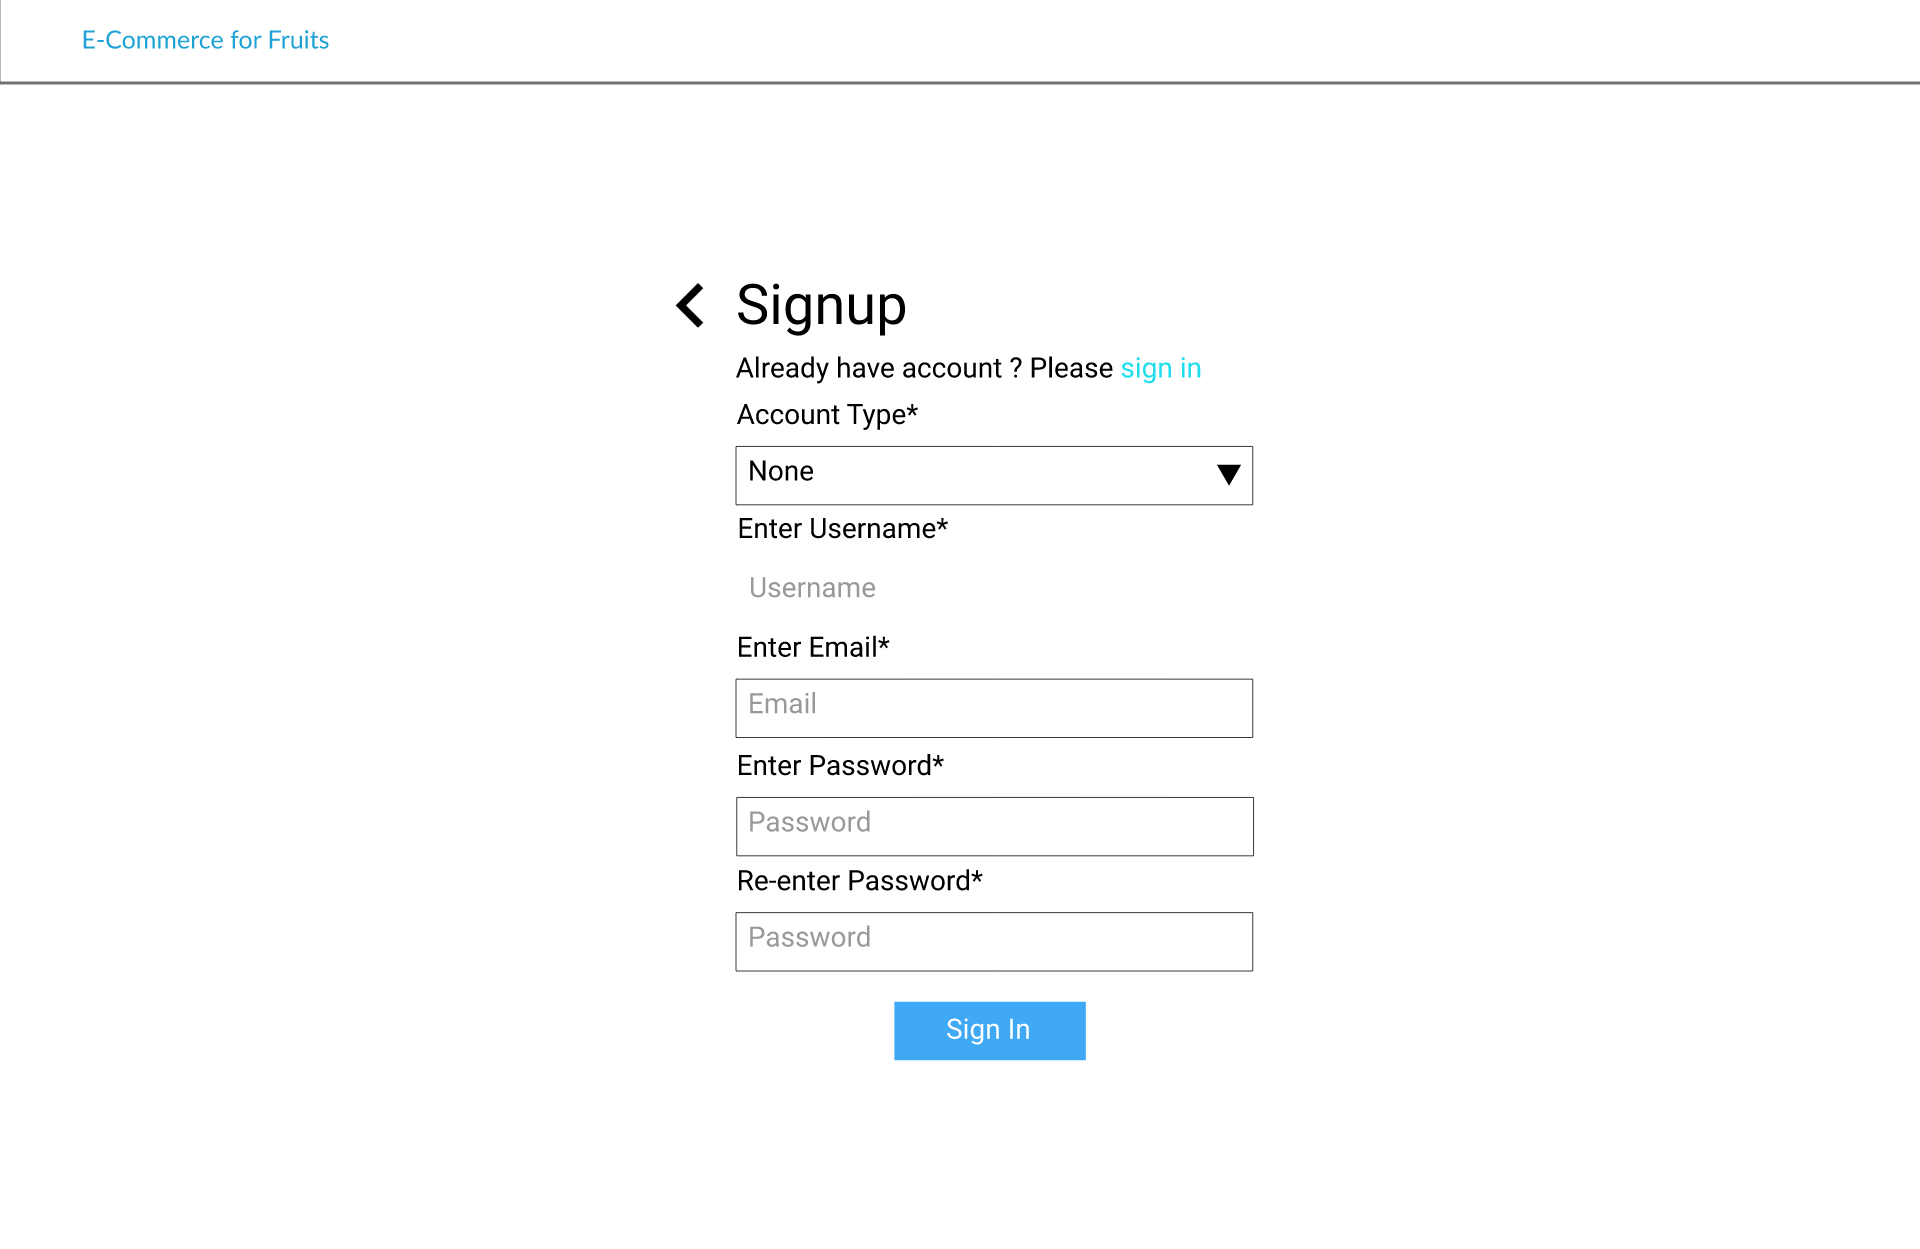 E-Commerce for Fruits
Signup
Already have account ? Please sign in
Account Type*
None
Enter Username*
Username
Enter Email*
Email
Enter Password*
Password
Re-enter Password*
Password
Sign In